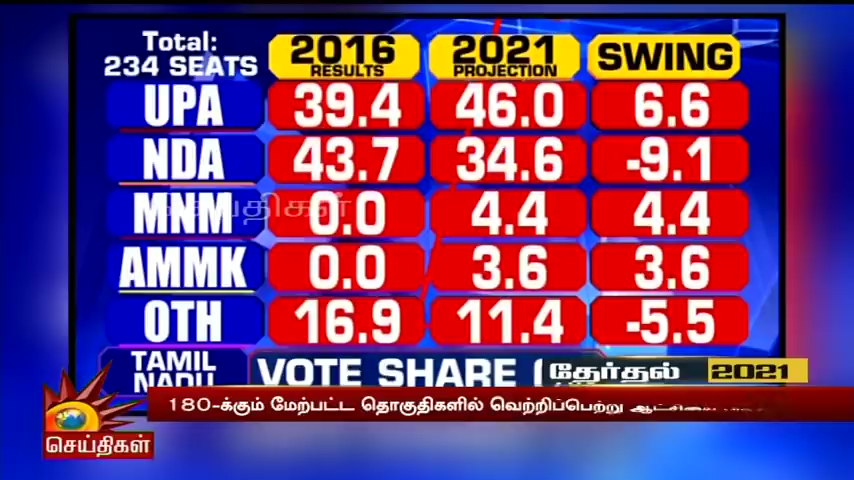 Total:
234 SEATS
2016
RESULTS
2021
PROJECTION
SWING
UPA 39.4 46.0 6.6
NDA 43.7 34.6 -9.1
MNM 0.0 4.4 4.4
செய்திகள்
AMMK 0.0 3.6 3.6
OTH 16.9 11.4 -5.5
TAMIL
NADU
VOTE SHARE (
தேர்தல் 2021
180-க்கும் மேற்பட்ட தொகுதிகளில் வெற்றிப்பெற்று
செய்திகள்